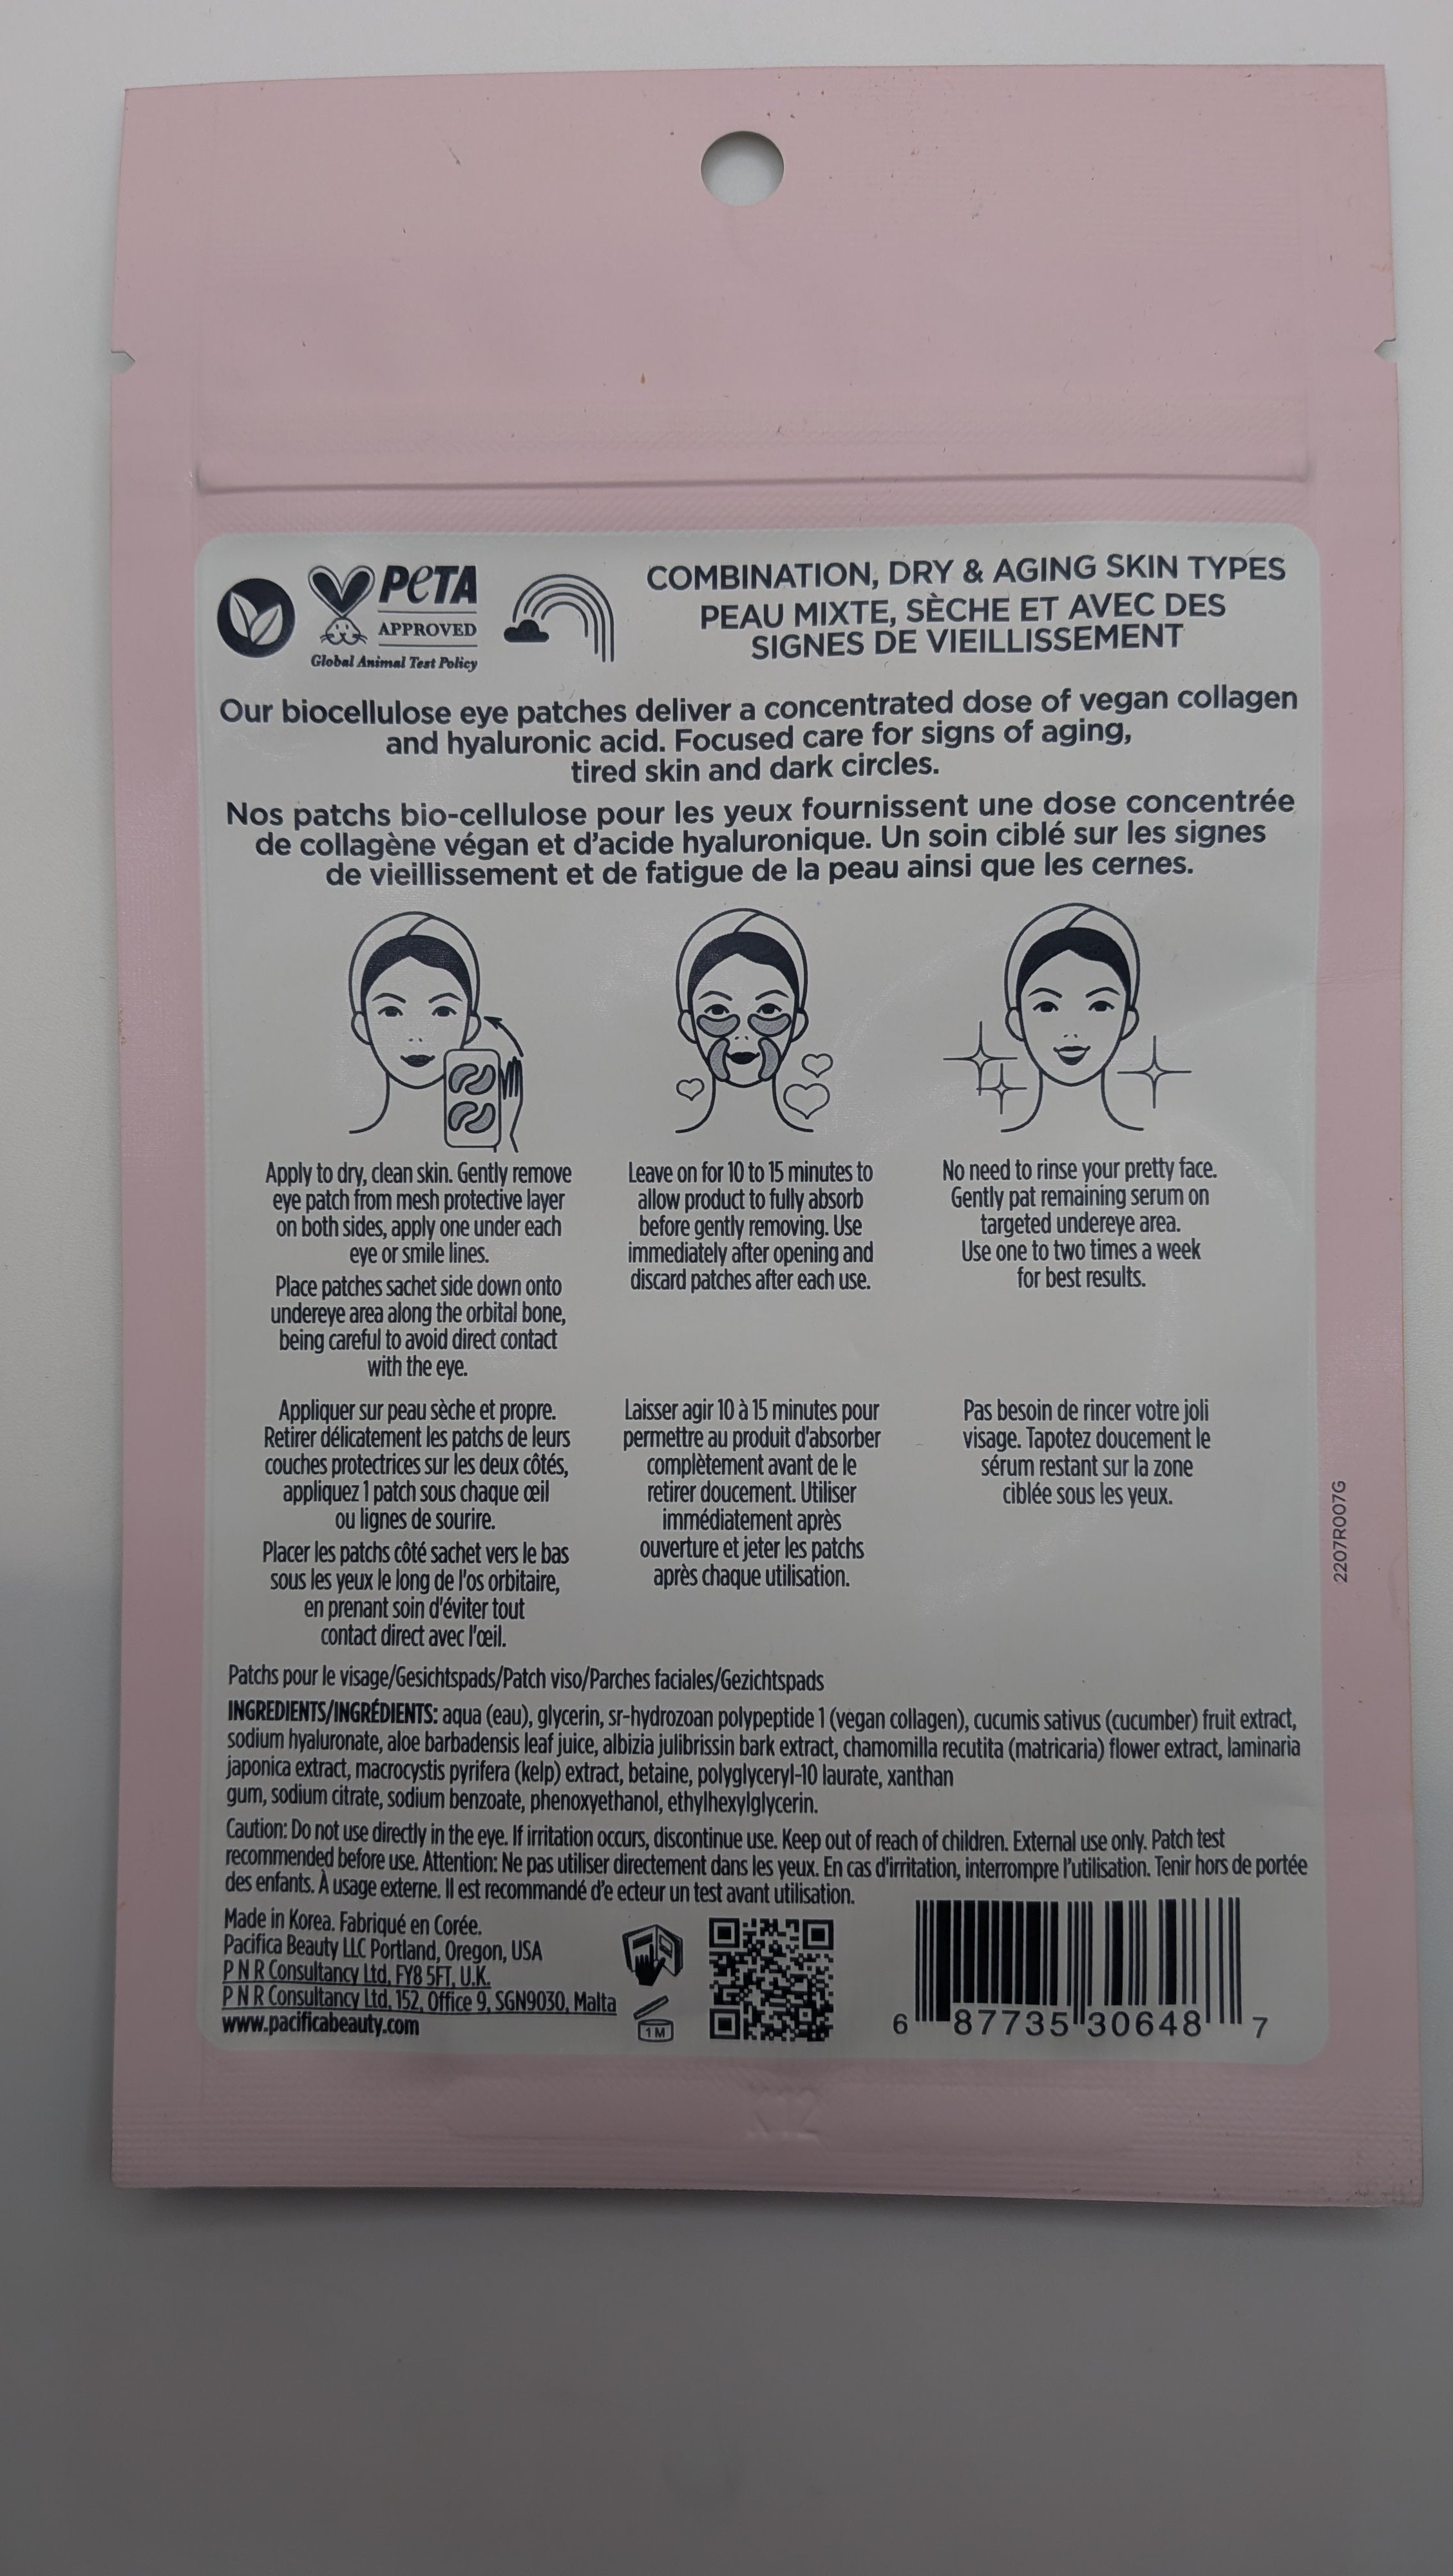 PETA
APPROVED
Global Animal Test Policy
COMBINATION, DRY & AGING SKIN TYPES
PEAU MIXTE, SÈCHE ET AVEC DES
SIGNES DE VIEILLISSEMENT
Our biocellulose eye patches deliver a concentrated dose of vegan collagen
and hyaluronic acid. Focused care for signs of aging,
tired skin and dark circles.
Nos patchs bio-cellulose pour les yeux fournissent une dose concentrée
de collagène végan et d'acide hyaluronique. Un soin ciblé sur les signes
de vieillissement et de fatigue de la peau ainsi que les cernes.
Apply to dry, clean skin. Gently remove
eye patch from mesh protective layer
on both sides, apply one under each
eye or smile lines.
Place patches sachet side down onto
undereye area along the orbital bone,
being careful to avoid direct contact
with the eye.
Leave on for 10 to 15 minutes to
allow product to fully absorb
before gently removing. Use
immediately after opening and
discard patches after each use.
No need to rinse your pretty face.
Gently pat remaining serum on
targeted undereye area.
Use one to two times a week
for best results.
Appliquer sur peau sèche et propre.
Retirer délicatement les patchs de leurs
couches protectrices sur les deux côtés,
appliquez 1 patch sous chaque œil
ou lignes de sourire.
Placer les patchs côté sachet vers le bas
sous les yeux le long de l'os orbitaire,
en prenant soin d'éviter tout
contact direct avec l'œil.
Laisser agir 10 à 15 minutes pour
permettre au produit d'absorber
complètement avant de le
retirer doucement. Utiliser
immédiatement après
ouverture et jeter les patchs
après chaque utilisation.
Pas besoin de rincer votre joli
visage. Tapotez doucement le
sérum restant sur la zone
ciblée sous les yeux.
2207R007G
Patchs pour le visage/Gesichtspads/Patch viso/Parches faciales/Gezichtspads
INGREDIENTS/INGRÉDIENTS: aqua (eau), glycerin, sr-hydrozoan polypeptide 1 (vegan collagen), cucumis sativus (cucumber) fruit extract,
sodium hyaluronate, aloe barbadensis leaf juice, albizia julibrissin bark extract, chamomilla recutita (matricaria) flower extract, laminaria
japonica extract, macrocystis pyrifera (kelp) extract, betaine, polyglyceryl-10 laurate, xanthan
gum, sodium citrate, sodium benzoate, phenoxyethanol, ethylhexylglycerin.
Caution: Do not use directly in the eye. If irritation occurs, discontinue use. Keep out of reach of children. External use only. Patch test
recommended before use. Attention: Ne pas utiliser directement dans les yeux. En cas d'irritation, interrompre l'utilisation. Tenir hors de portée
des enfants. À usage externe. Il est recommandé d'e ecteur un test avant utilisation.
Made in Korea. Fabriqué en Corée.
Pacifica Beauty LLC Portland, Oregon, USA
P N R Consultancy Ltd, FY8 5FT, U.K.
P N R Consultancy Ltd, 152, Office 9, SGN9030, Malta
www.pacificabeauty.com
1 M
6 87735 30648 7